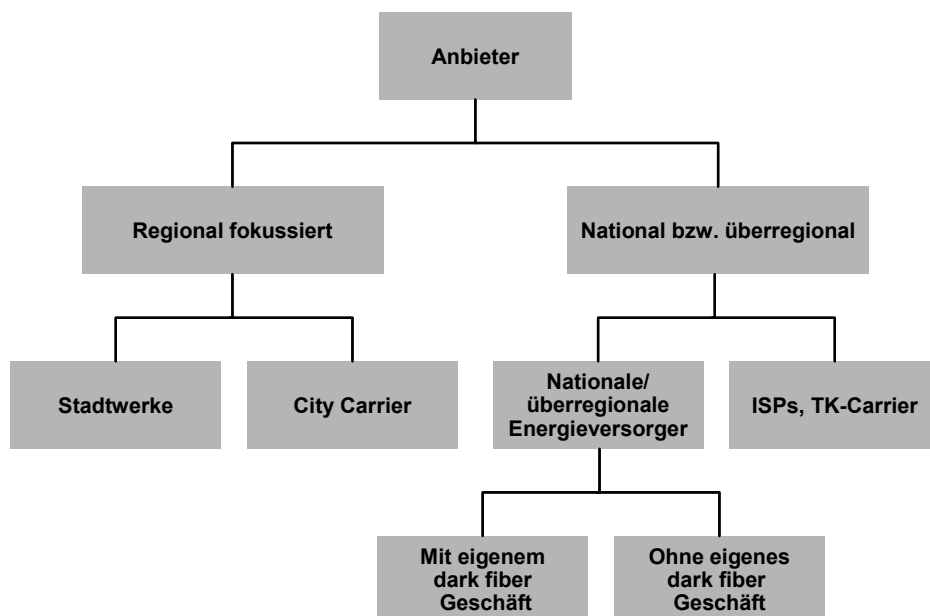 Anbieter
Regional fokussiert
National bzw. überregional
Stadtwerke
City Carrier
Nationale/
überregionale
Energieversorger
ISPs, TK-Carrier
Mit eigenem
dark fiber
Geschäft
Ohne eigenes
dark fiber
Geschäft